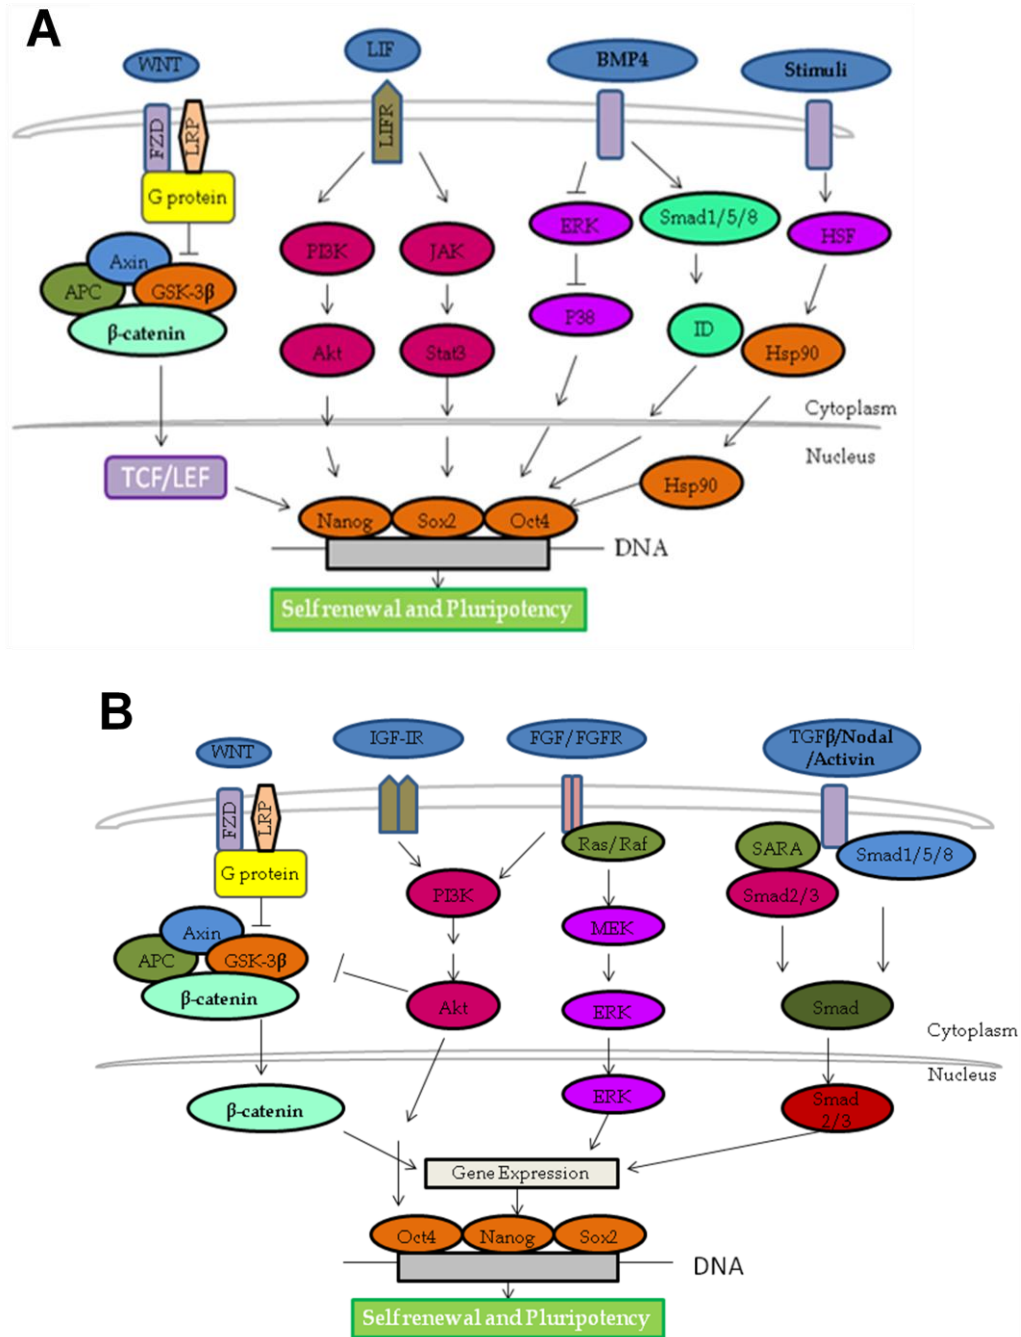 A
WNT
LIF
BMP4
Stimuli
FZD
LRP
LIFR
G protein
PI3K
JAK
ERK
Smad1/5/8
HSF
Axin
APC
GSK-3β
β-catenin
Akt
Stat3
P38
ID
Hsp90
Cytoplasm
Nucleus
TCF/LEF
Hsp90
Nanog
Sox2
Oct4
DNA
Self renewal and Pluripotency
B
WNT
IGF-IR
FGF/FGFR
TGFβ/Nodal
/Activin
FZD
LRP
Ras/Raf
SARA
Smad1/5/8
G protein
PI3K
Smad2/3
MEK
Axin
APC
GSK-3β
β-catenin
Akt
ERK
Smad
Cytoplasm
Nucleus
β-catenin
ERK
Smad
2/3
Gene Expression
Oct4
Nanog
Sox2
DNA
Self renewal and Pluripotency